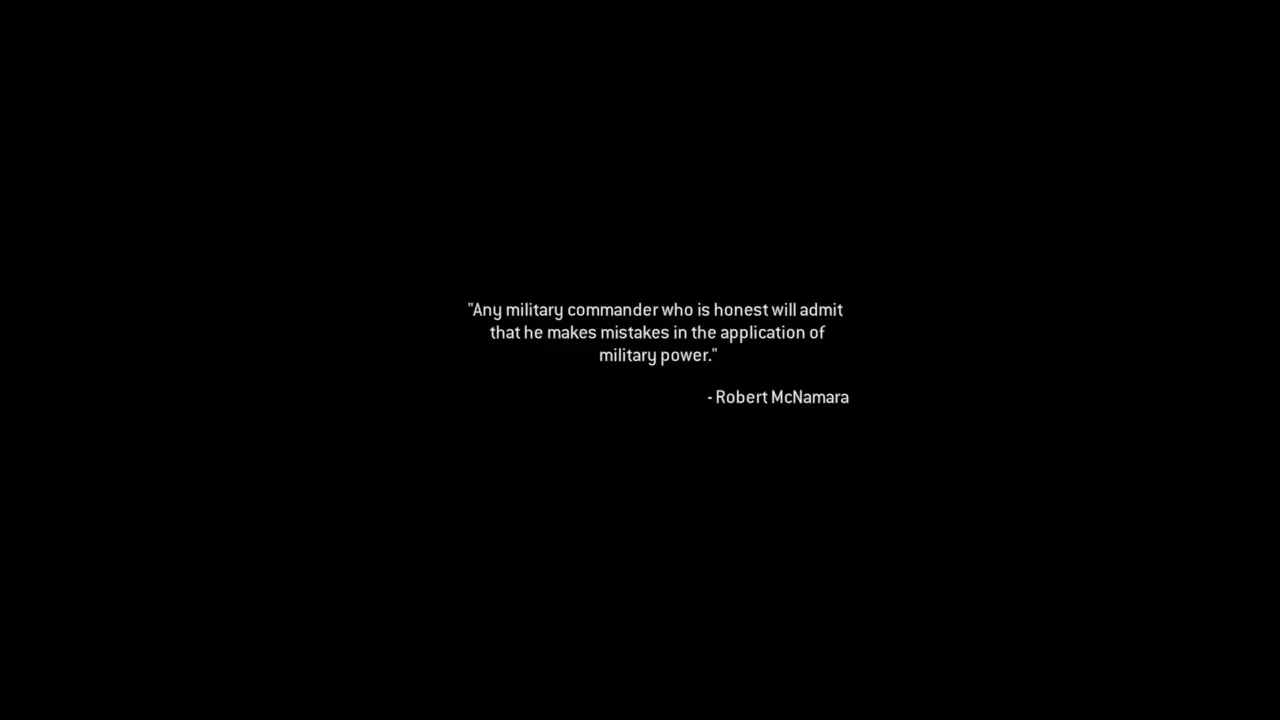 "Any military commander who is honest will admit
that he makes mistakes in the application of
military power."
- Robert McNamara